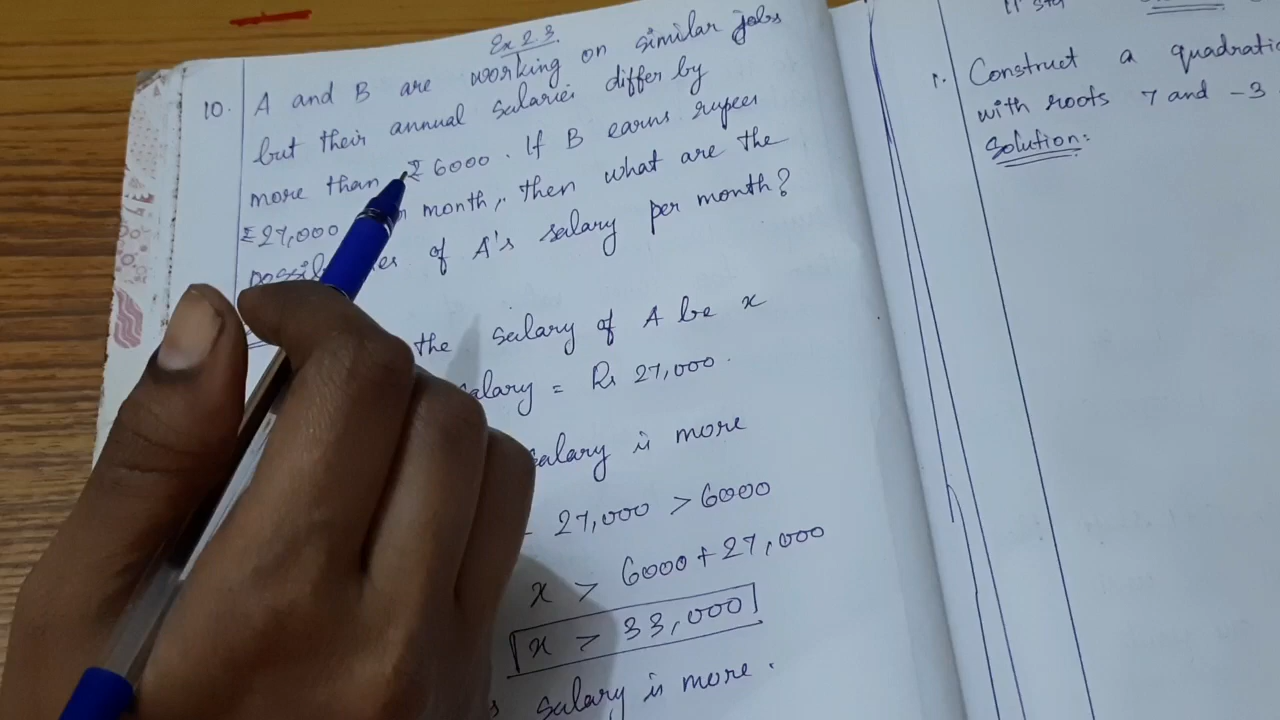 Ex 2.3
10. A and B are working on similar jobs
but their annual salaries differ by
more than ₹ 6000. If B earns rupees
₹ 27,000 month, then what are the
of A's salary per month?
the salary of A be x
salary = Rs 27,000.
salary is more
27,000 > 6000
x > 6000 + 27,000
x > 33,000
salary is more.
1. Construct a quadratic
with roots 7 and -3
Solution: